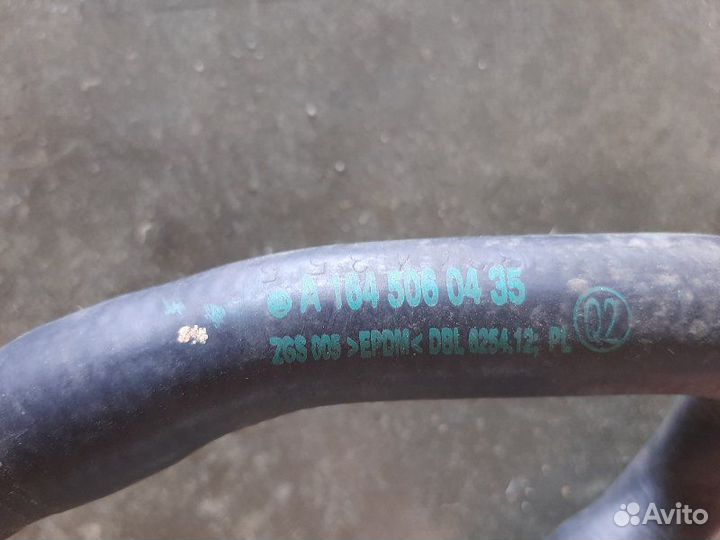 A 164 506 04 35
ZGS 005 >EPDM< DBL 6254.12; PL Q2
Avito